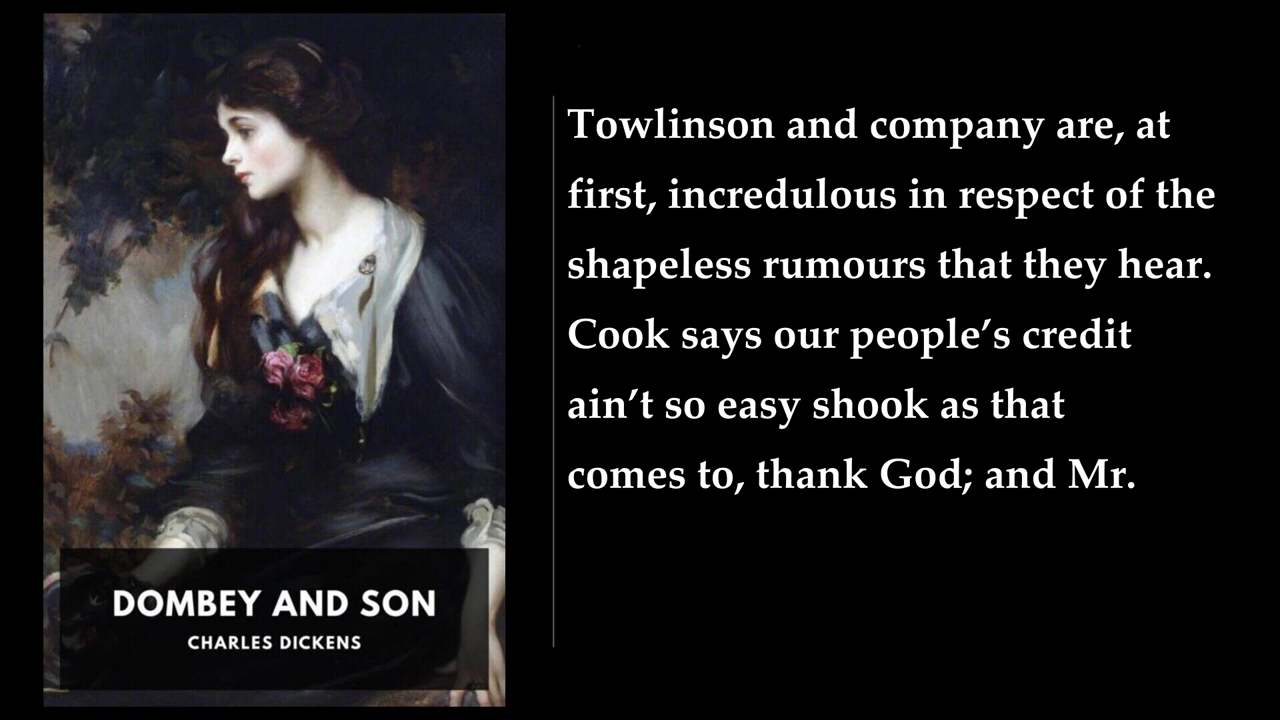 DOMBEY AND SON
CHARLES DICKENS
Towlinson and company are, at
first, incredulous in respect of the
shapeless rumours that they hear.
Cook says our people’s credit
ain’t so easy shook as that
comes to, thank God; and Mr.